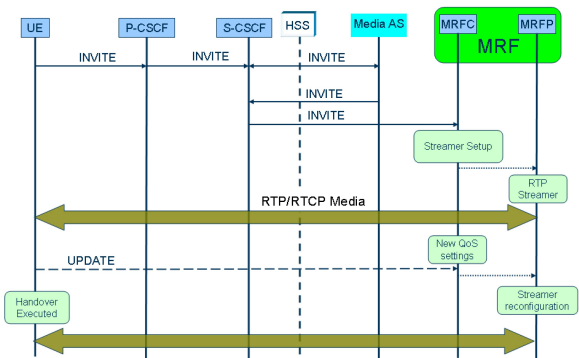 UE
P-CSCF
S-CSCF
HSS
Media AS
MRFC
MRFP
MRF
INVITE
INVITE
INVITE
INVITE
INVITE
Streamer Setup
RTP
Streamer
RTP/RTCP Media
New QoS
settings
UPDATE
Handover
Executed
Streamer
reconfiguration